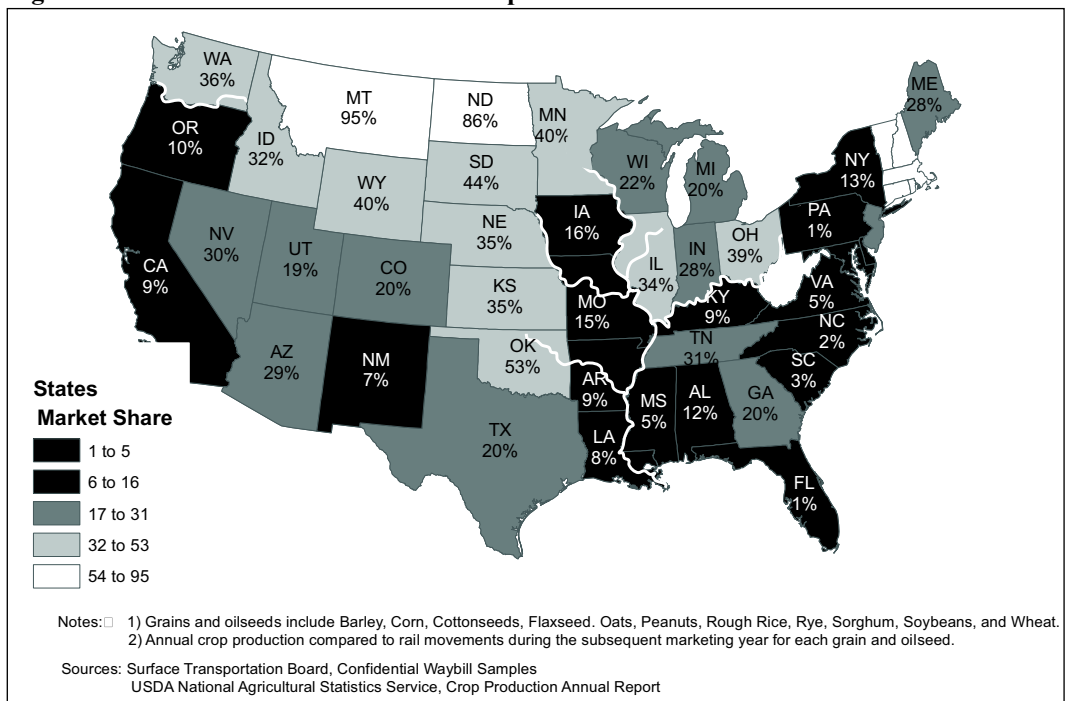 WA
36%
MT
95%
ND
86%
MN
40%
ME
28%
OR
10%
ID
32%
SD
44%
WI
22%
MI
20%
NY
13%
WY
40%
IA
16%
PA
1%
NE
35%
NV
30%
UT
19%
CO
20%
IL
34%
IN
28%
OH
39%
CA
9%
KS
35%
MO
15%
KY
9%
VA
5%
NC
2%
AZ
29%
NM
7%
OK
53%
TN
31%
SC
3%
AR
9%
MS
5%
AL
12%
GA
20%
TX
20%
LA
8%
FL
1%
States
Market Share
1 to 5
6 to 16
17 to 31
32 to 53
54 to 95
Notes: 1) Grains and oilseeds include Barley, Corn, Cottonseeds, Flaxseed. Oats, Peanuts, Rough Rice, Rye, Sorghum, Soybeans, and Wheat.
2) Annual crop production compared to rail movements during the subsequent marketing year for each grain and oilseed.
Sources: Surface Transportation Board, Confidential Waybill Samples
USDA National Agricultural Statistics Service, Crop Production Annual Report